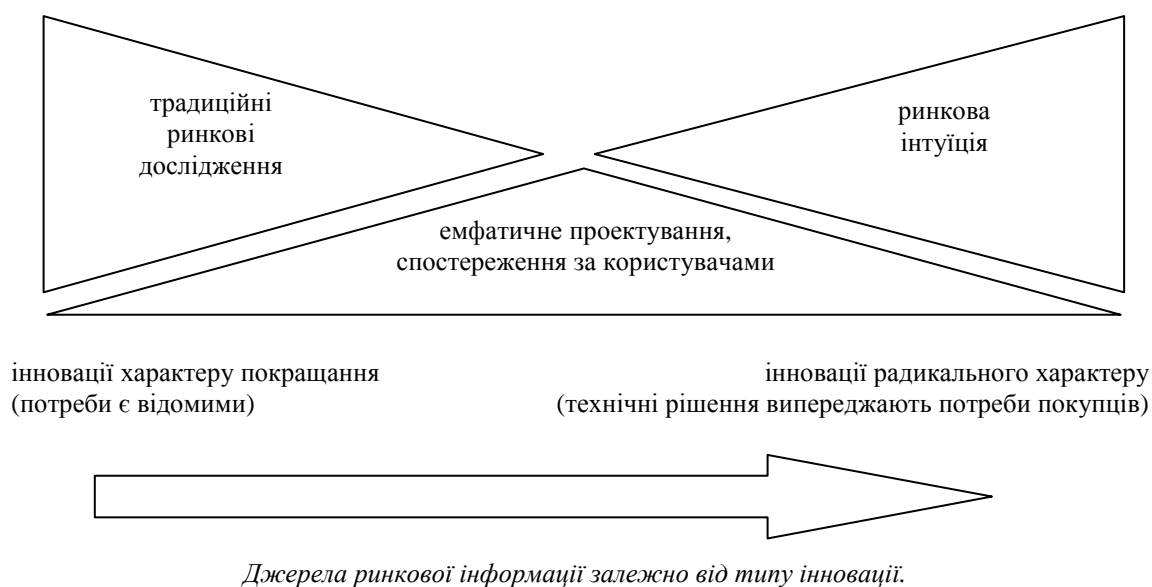 традиційні
ринкові
дослідження
ринкова
інтуїція
емфатичне проектування,
спостереження за користувачами
інновації характеру покращання
(потреби є відомими)
інновації радикального характеру
(технічні рішення випереджають потреби покупців)
Джерела ринкової інформації залежно від типу інновації.